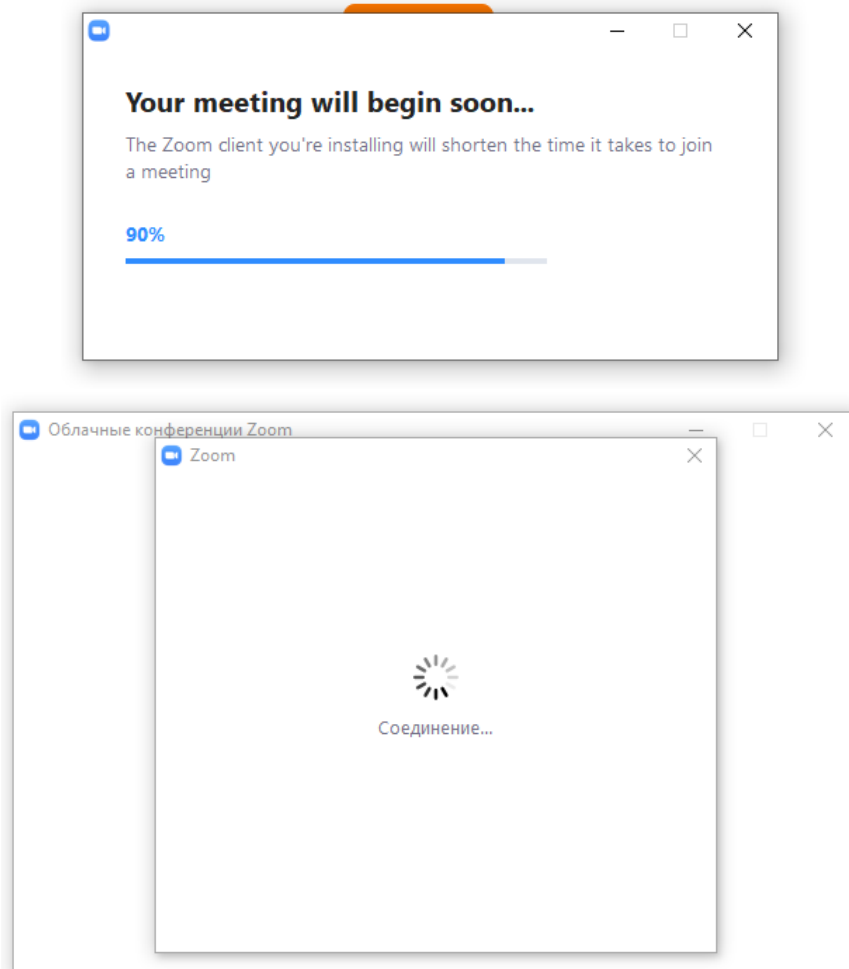 Your meeting will begin soon...
The Zoom client you're installing will shorten the time it takes to join
a meeting
90%
Облачные конференции Zoom
Zoom
Соединение...